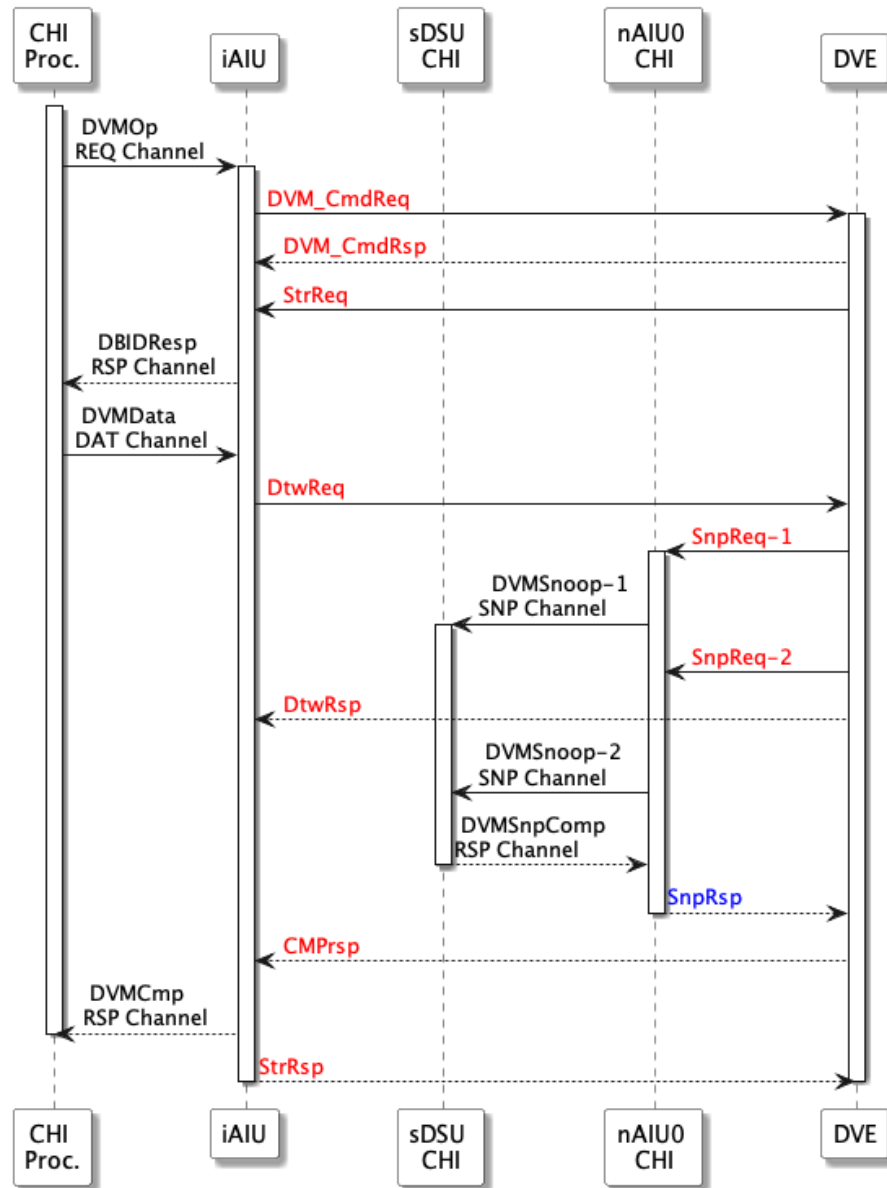 CHI
Proc.
iAIU
sDSU
CHI
nAIU0
CHI
DVE
DVMOp
REQ Channel
DVM_CmdReq
DVM_CmdRsp
StrReq
DBIDResp
RSP Channel
DVMData
DAT Channel
DtwReq
SnpReq-1
DVMSnoop-1
SNP Channel
SnpReq-2
DtwRsp
DVMSnoop-2
SNP Channel
DVMSnpComp
RSP Channel
SnpRsp
CMPrsp
DVMCmp
RSP Channel
StrRsp
CHI
Proc.
iAIU
sDSU
CHI
nAIU0
CHI
DVE